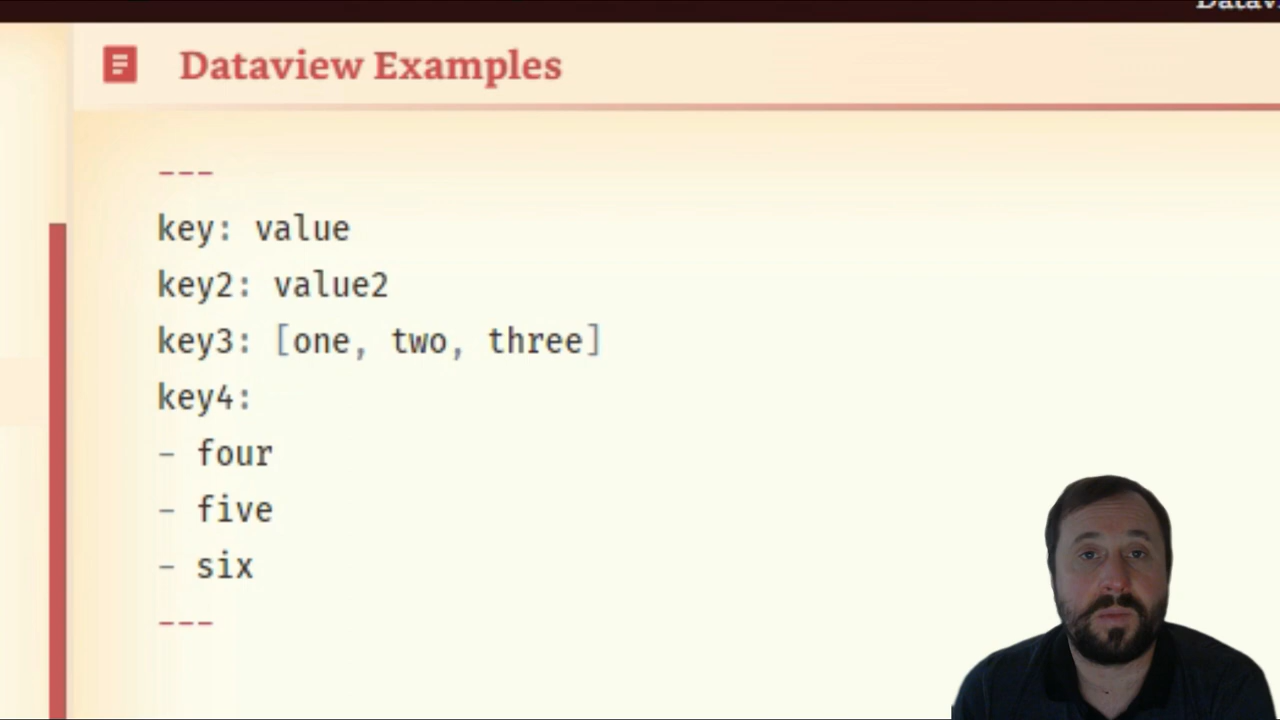 Dataview Examples
---
key: value
key2: value2
key3: [one, two, three]
key4:
- four
- five
- six
---